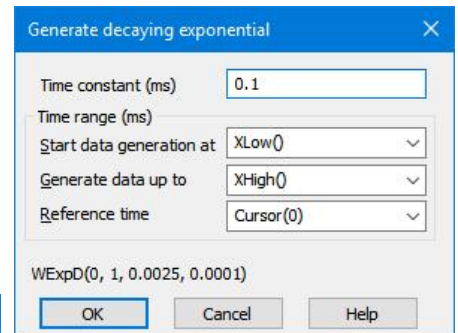 Generate decaying exponential
Time constant (ms) 0.1
Time range (ms)
Start data generation at XLow()
Generate data up to XHigh()
Reference time Cursor(0)
WExpD(0, 1, 0.0025, 0.0001)
OK Cancel Help